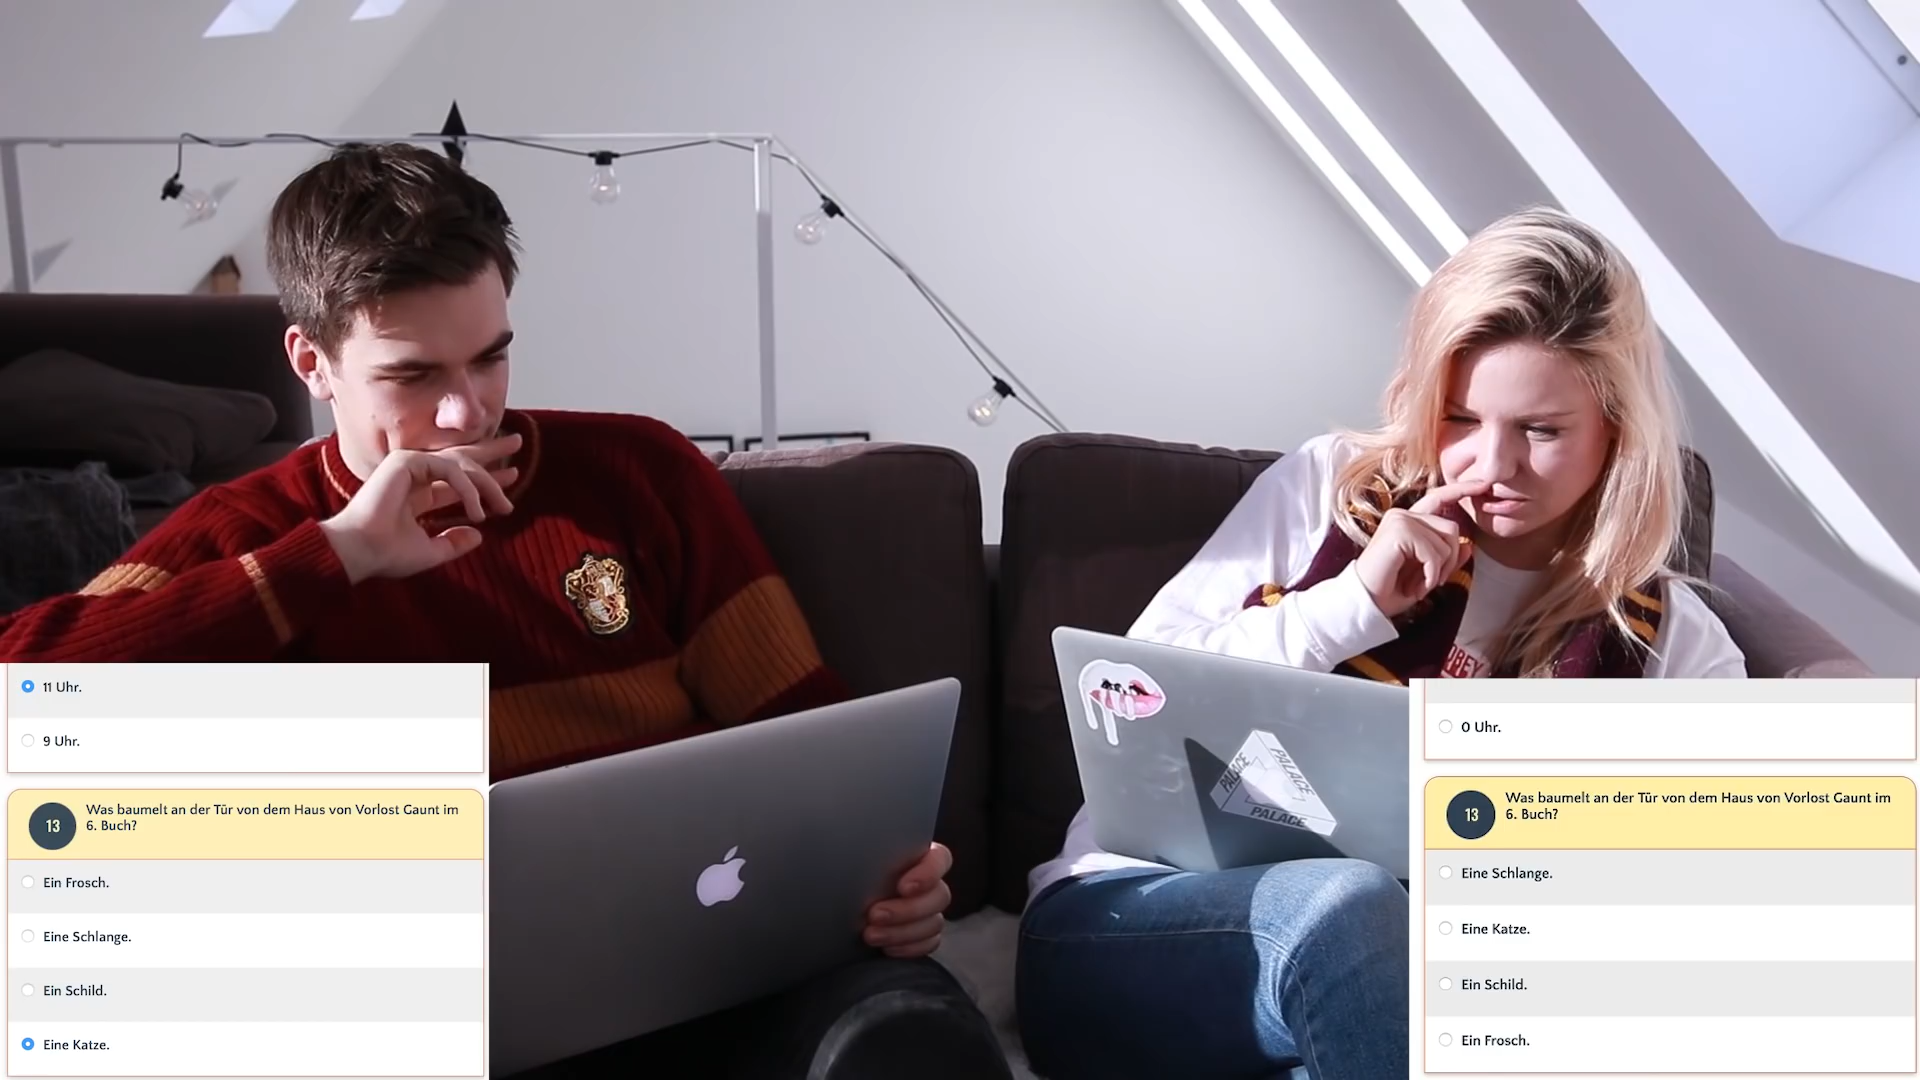 11 Uhr.
9 Uhr.
13
Was baumelt an der Tür von dem Haus von Vorlost Gaunt im
6. Buch?
Ein Frosch.
Eine Schlange.
Ein Schild.
Eine Katze.
OBEY
PALACE
PALACE
PALACE
0 Uhr.
13
Was baumelt an der Tür von dem Haus von Vorlost Gaunt im
6. Buch?
Eine Schlange.
Eine Katze.
Ein Schild.
Ein Frosch.